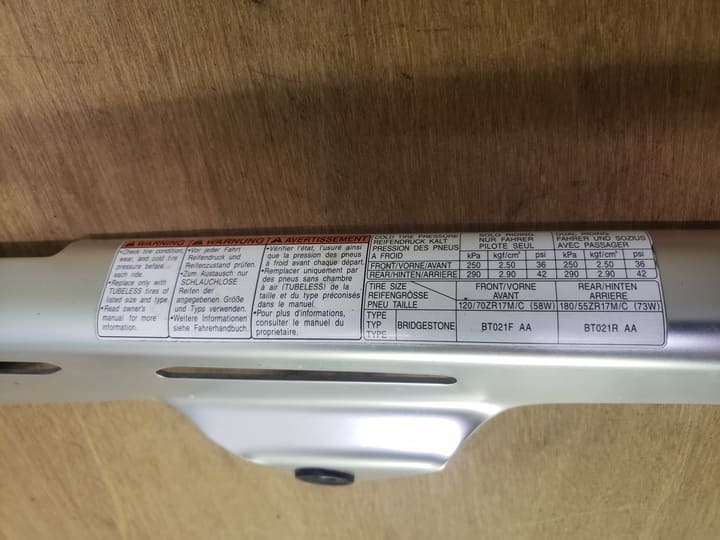 WARNING
•Check tire condition,
wear, and cold tire
pressure before
each ride.
•Replace only with
TUBELESS tires of
listed size and type.
•Read owner's
manual for more
information.
WARNUNG
•Vor jeder Fahrt
Reifendruck und
Reifenzustand prüfen.
•Zum Austausch nur
SCHLAUCHLOSE
Reifen der
angegebenen Größe
und Typs verwenden.
•Weitere Informationen
siehe Fahrerhandbuch.
AVERTISSEMENT
•Vérifier l'état, l'usure ainsi
que la pression des pneus
à froid avant chaque départ.
•Remplacer uniquement par
des pneus sans chambre
à air (TUBELESS) de la
taille et du type préconisés
dans le manuel.
•Pour plus d'informations,
consulter le manuel du
proprietaire.
COLD TIRE PRESSURE
REIFENDRUCK KALT
PRESSION DES PNEUS
A FROID
SOLO RIDING
NUR FAHRER
PILOTE SEUL
DUAL RIDING
FAHRER UND SOZIUS
AVEC PASSAGER
kPa kgf/cm² psi kPa kgf/cm² psi
FRONT/VORNE/AVANT 250 2.50 36 250 2.50 36
REAR/HINTEN/ARRIERE 290 2.90 42 290 2.90 42
TIRE SIZE
REIFENGRÖSSE
PNEU TAILLE
FRONT/VORNE
AVANT
REAR/HINTEN
ARRIERE
120/70ZR17M/C (58W) 180/55ZR17M/C (73W)
TYPE
TYP
TYPE
BRIDGESTONE BT021F AA BT021R AA